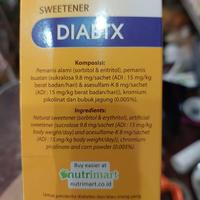 SWEETENER
DIABTX
Komposisi:
Pemanis alami (sorbitol & eritritol), pemanis
buatan (sukralosa 9.8 mg/sachet (ADI : 15 mg/kg
berat badan/hari) & asesulfam-K 8.8 mg/sachet
(ADI : 15 mg/kg berat badan/hari), kromium
pikolinat dan bubuk jagung (0.005%).
Ingredients:
Natural sweetener (sorbitol & erythritol), artificial
sweetener (sucralose 9.8 mg/sachet (ADI : 15 mg/kg
body weight/day) and acesulfame-K 8.8 mg/sachet
(ADI : 15 mg/kg body weight/day), chromium
picolinate and corn powder (0.005%).
Buy easier at
nutrimart
nutrimart.co.id